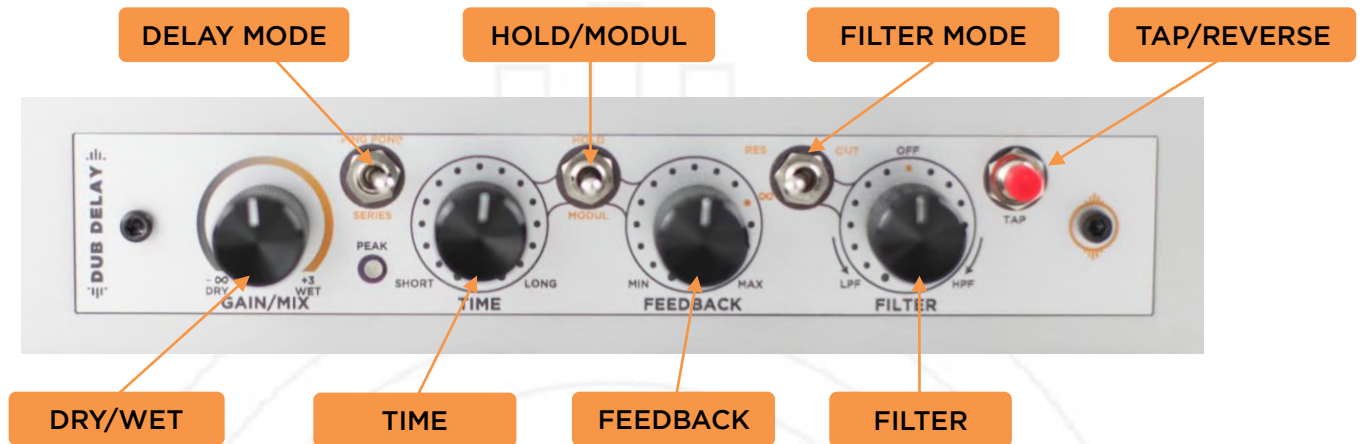 DELAY MODE
HOLD/MODUL
FILTER MODE
TAP/REVERSE
DUB DELAY
PING PONG
SERIES
PEAK
- ∞
DRY
+3
WET
GAIN/MIX
SHORT
LONG
TIME
HOLD
MODUL
MIN
MAX
FEEDBACK
∞
RES
CUT
OFF
LPF
HPF
FILTER
TAP
DRY/WET
TIME
FEEDBACK
FILTER